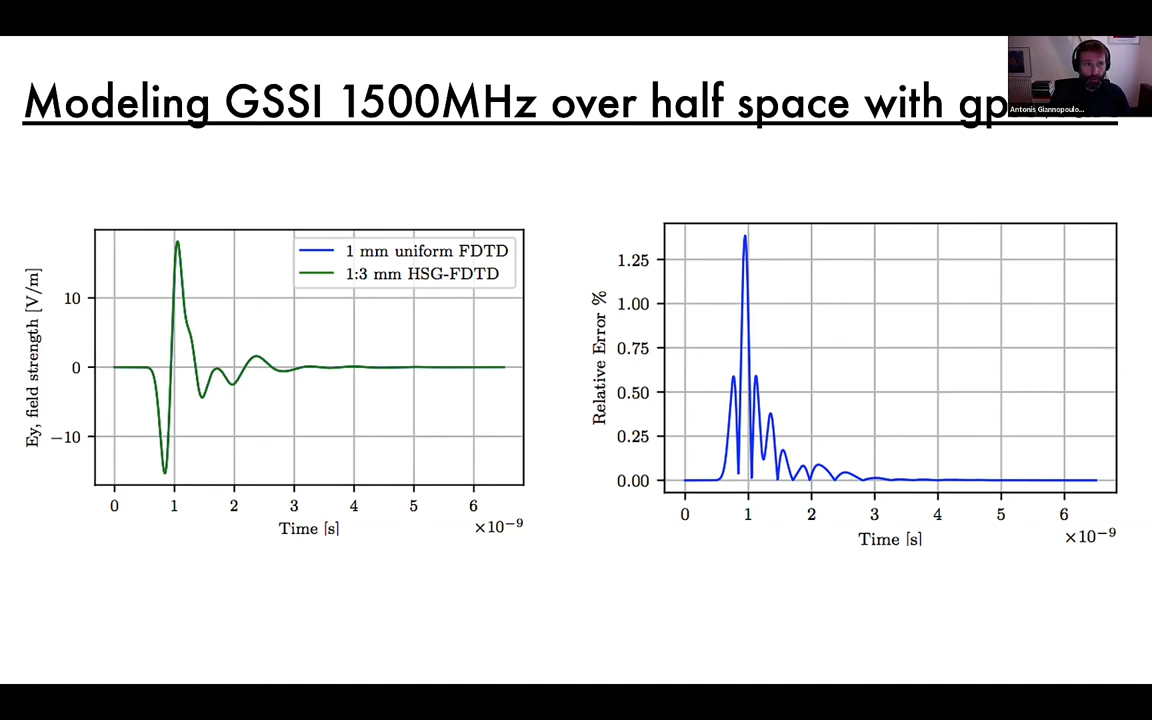 Modeling GSSI 1500MHz over half space with
Antonis Giannopoulo...
1 mm uniform FDTD
1:3 mm HSG-FDTD
Ey, field strength [V/m]
10
0
−10
0 1 2 3 4 5 6
Time [s]
×10−9
Relative Error %
1.25
1.00
0.75
0.50
0.25
0.00
0 1 2 3 4 5 6
Time [s]
×10−9